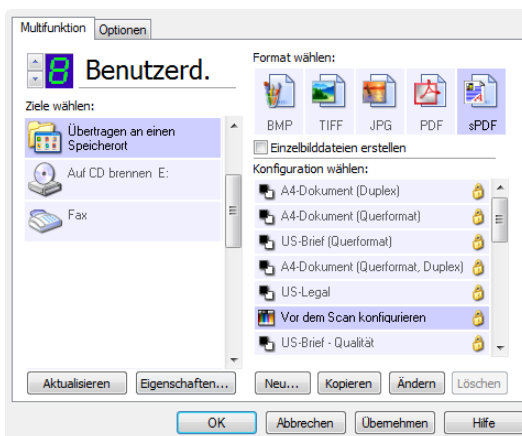 Multifunktion Optionen
8 Benutzerd.
Ziele wählen:
Übertragen an einen
Speicherort
Auf CD brennen E:
Fax
Aktualisieren Eigenschaften...
Format wählen:
BMP TIFF JPG PDF sPDF
Einzelbilddateien erstellen
Konfiguration wählen:
A4-Dokument (Duplex)
A4-Dokument (Querformat)
US-Brief (Querformat)
A4-Dokument (Querformat, Duplex)
US-Legal
Vor dem Scan konfigurieren
US-Brief - Qualität
Neu... Kopieren Ändern Löschen
OK Abbrechen Übernehmen Hilfe